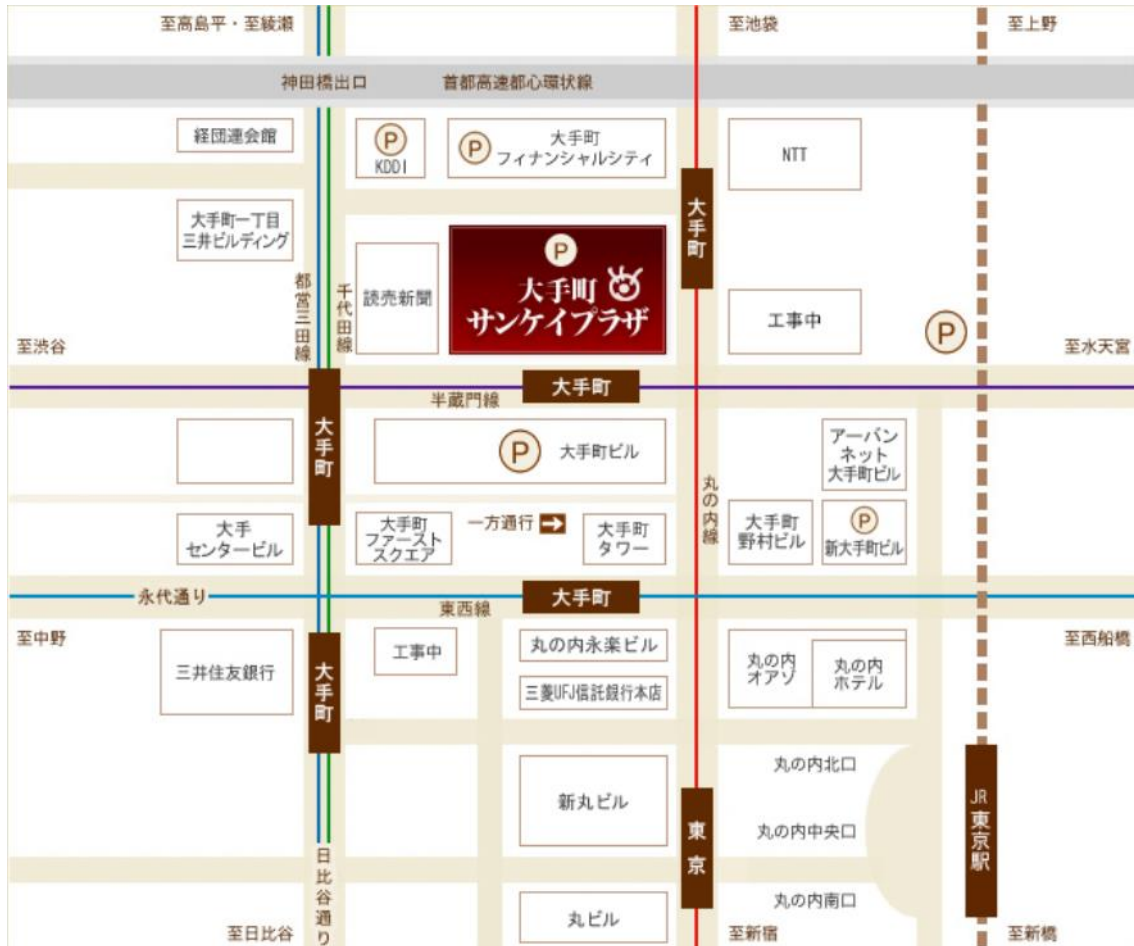 至高島平・至綾瀬
至池袋
至上野
神田橋出口
首都高速都心環状線
経団連会館
P
KDDI
P
大手町
フィナンシャルシティ
NTT
大手町一丁目
三井ビルディング
都営三田線
千代田線
読売新聞
P
大手町
サンケイプラザ
大手町
工事中
P
至渋谷
至水天宮
大手町
半蔵門線
大手町
P
大手町ビル
丸の内線
アーバン
ネット
大手町ビル
大手
センタービル
大手町
ファースト
スクエア
一方通行
大手町
タワー
大手町
野村ビル
P
新大手町ビル
永代通り
大手町
東西線
至中野
至西船橋
三井住友銀行
大手町
工事中
丸の内永楽ビル
三菱UFJ信託銀行本店
丸の内
オアゾ
丸の内
ホテル
新丸ビル
東京
丸の内北口
丸の内中央口
丸の内南口
JR東京駅
日比谷通り
丸ビル
至日比谷
至新宿
至新橋